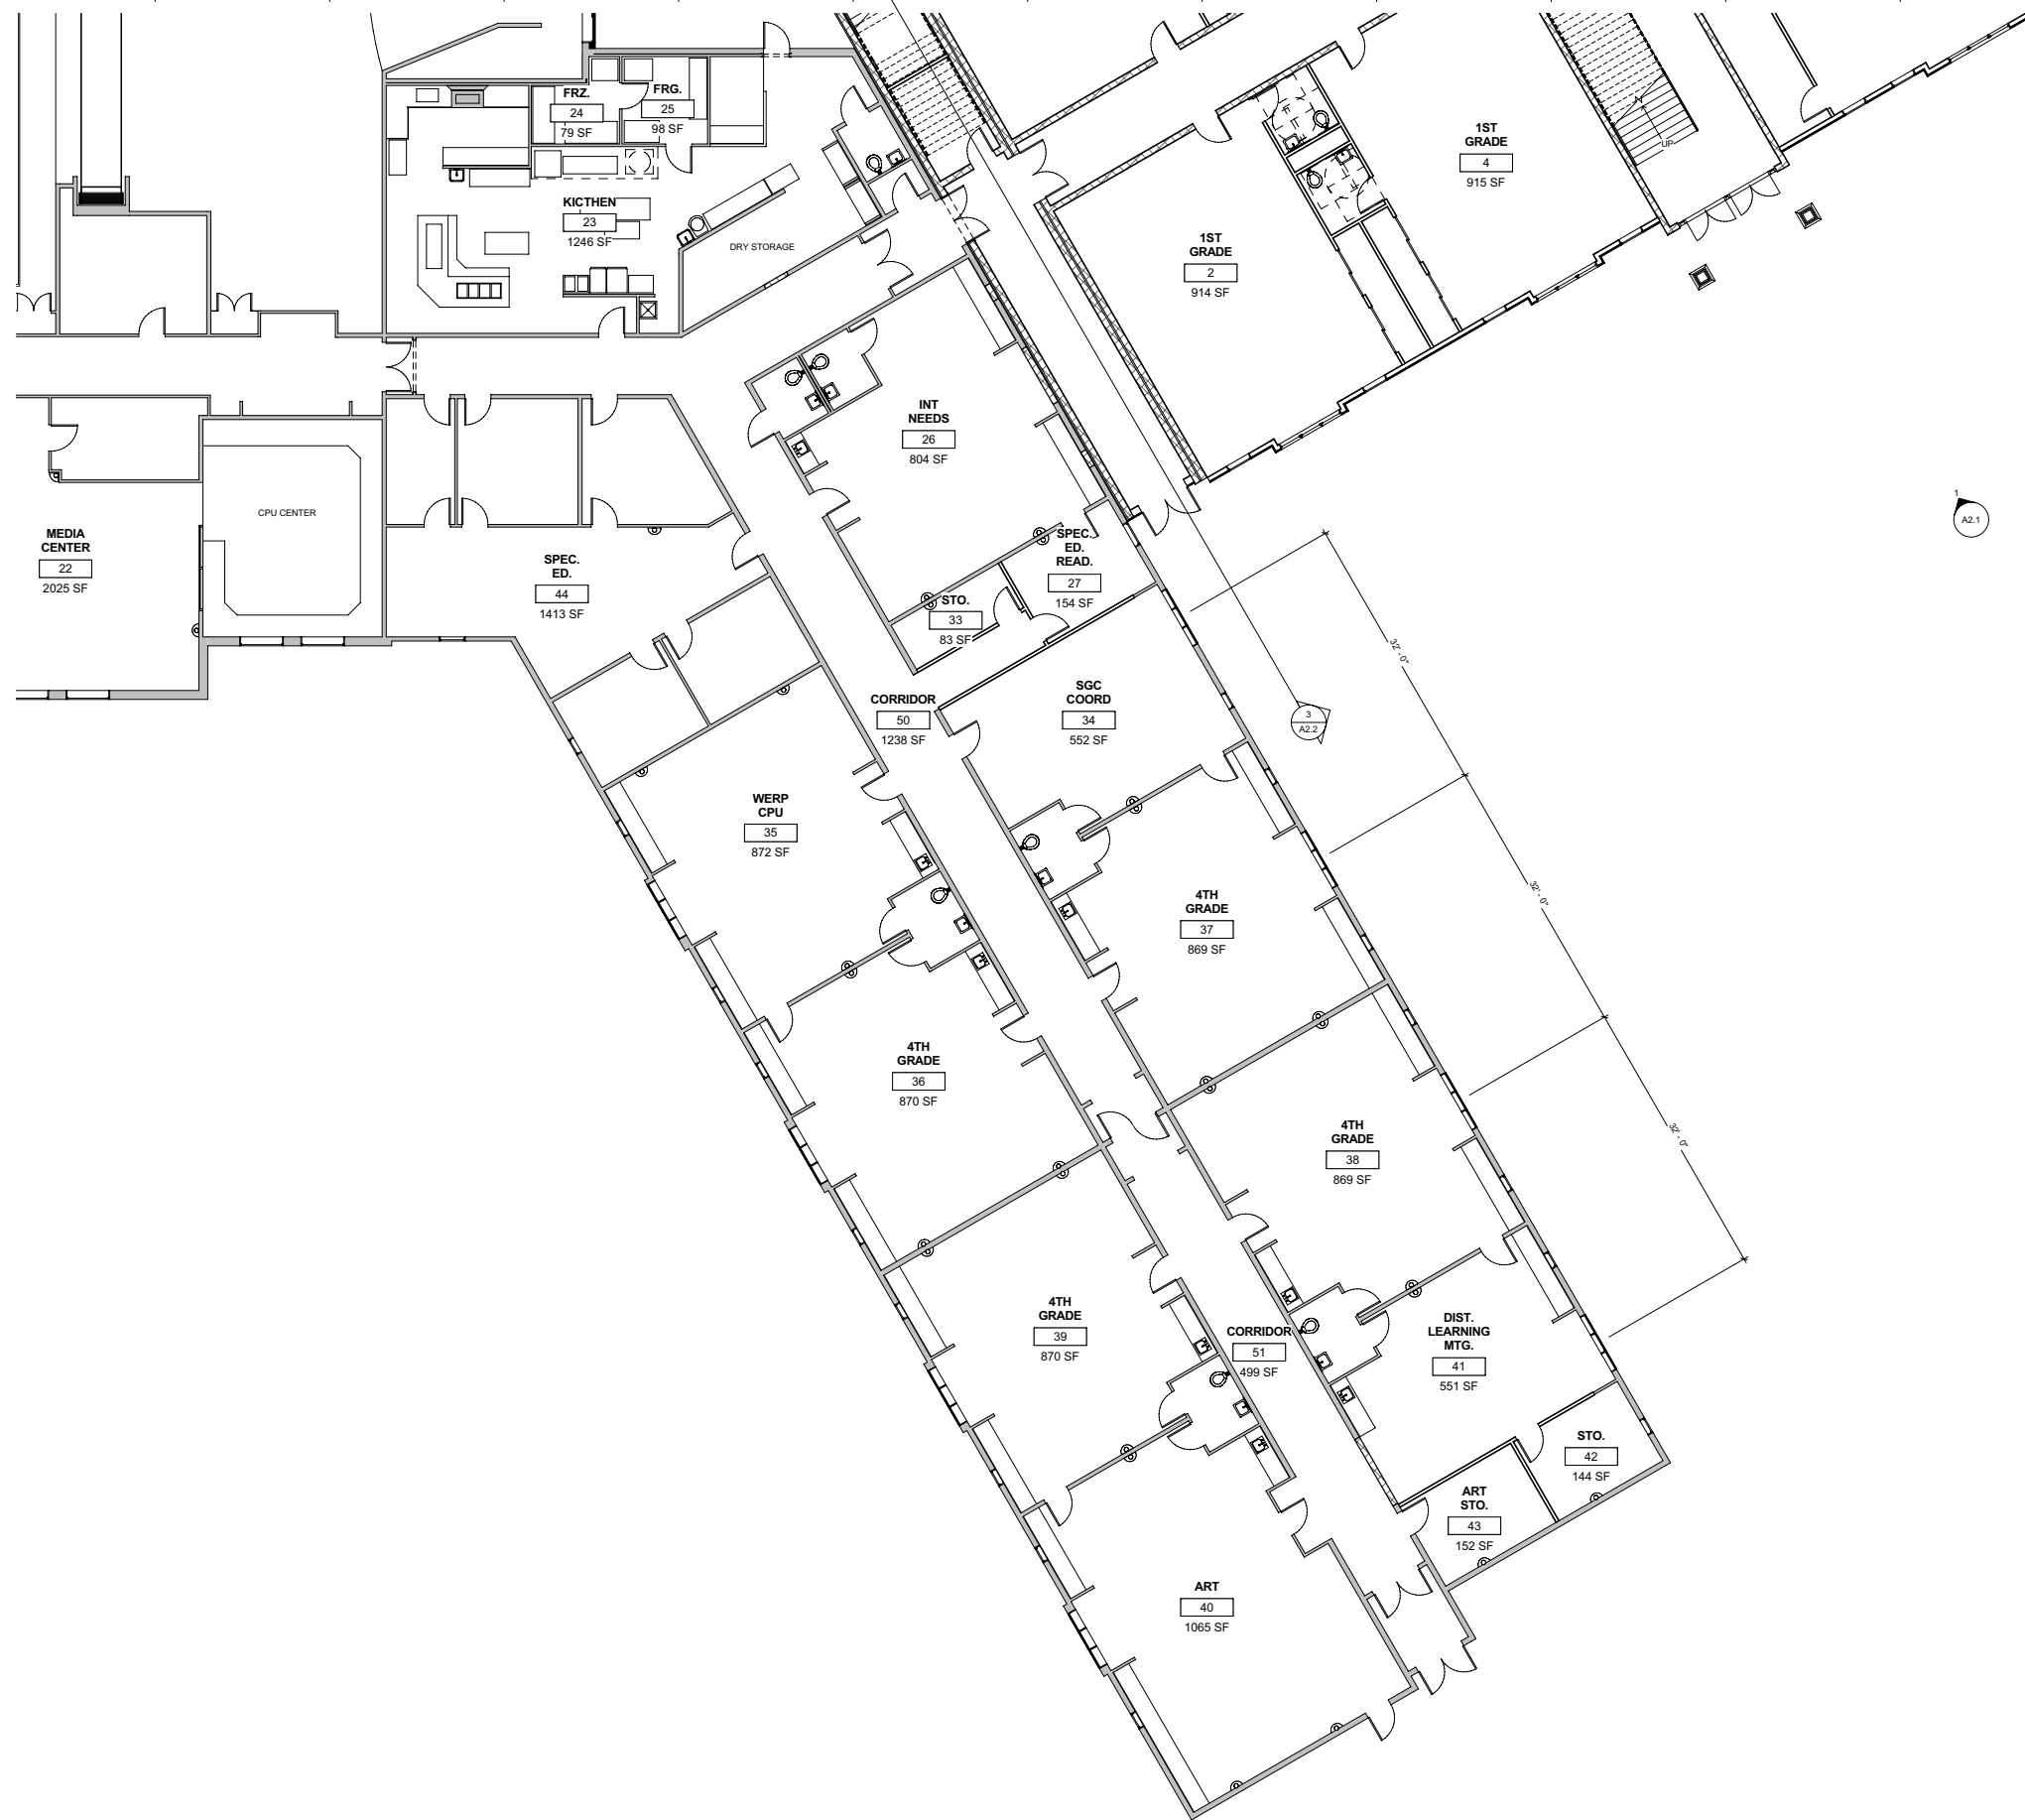 FRZ.
24
79 SF
FRG.
25
98 SF
KICTHEN
23
1246 SF
DRY STORAGE
1ST
GRADE
4
915 SF
UP
1ST
GRADE
2
914 SF
INT
NEEDS
26
804 SF
CPU CENTER
MEDIA
CENTER
22
2025 SF
SPEC.
ED.
44
1413 SF
SPEC.
ED.
READ.
27
154 SF
STO.
33
83 SF
1
A2.1
32' - 0"
CORRIDOR
50
1238 SF
SGC
COORD
34
552 SF
3
A2.2
WERP
CPU
35
872 SF
4TH
GRADE
37
869 SF
32' - 0"
4TH
GRADE
36
870 SF
4TH
GRADE
38
869 SF
32' - 0"
4TH
GRADE
39
870 SF
CORRIDOR
51
499 SF
DIST.
LEARNING
MTG.
41
551 SF
STO.
42
144 SF
ART
STO.
43
152 SF
ART
40
1065 SF